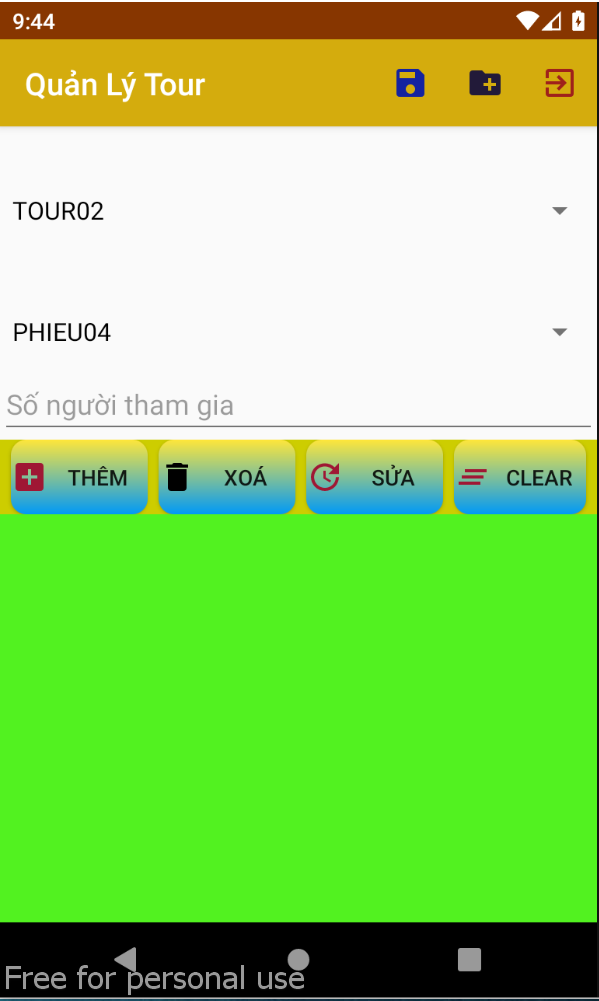 9:44
Quản Lý Tour
TOUR02
PHIEU04
Số người tham gia
THÊM XOÁ SỬA CLEAR
Free for personal use